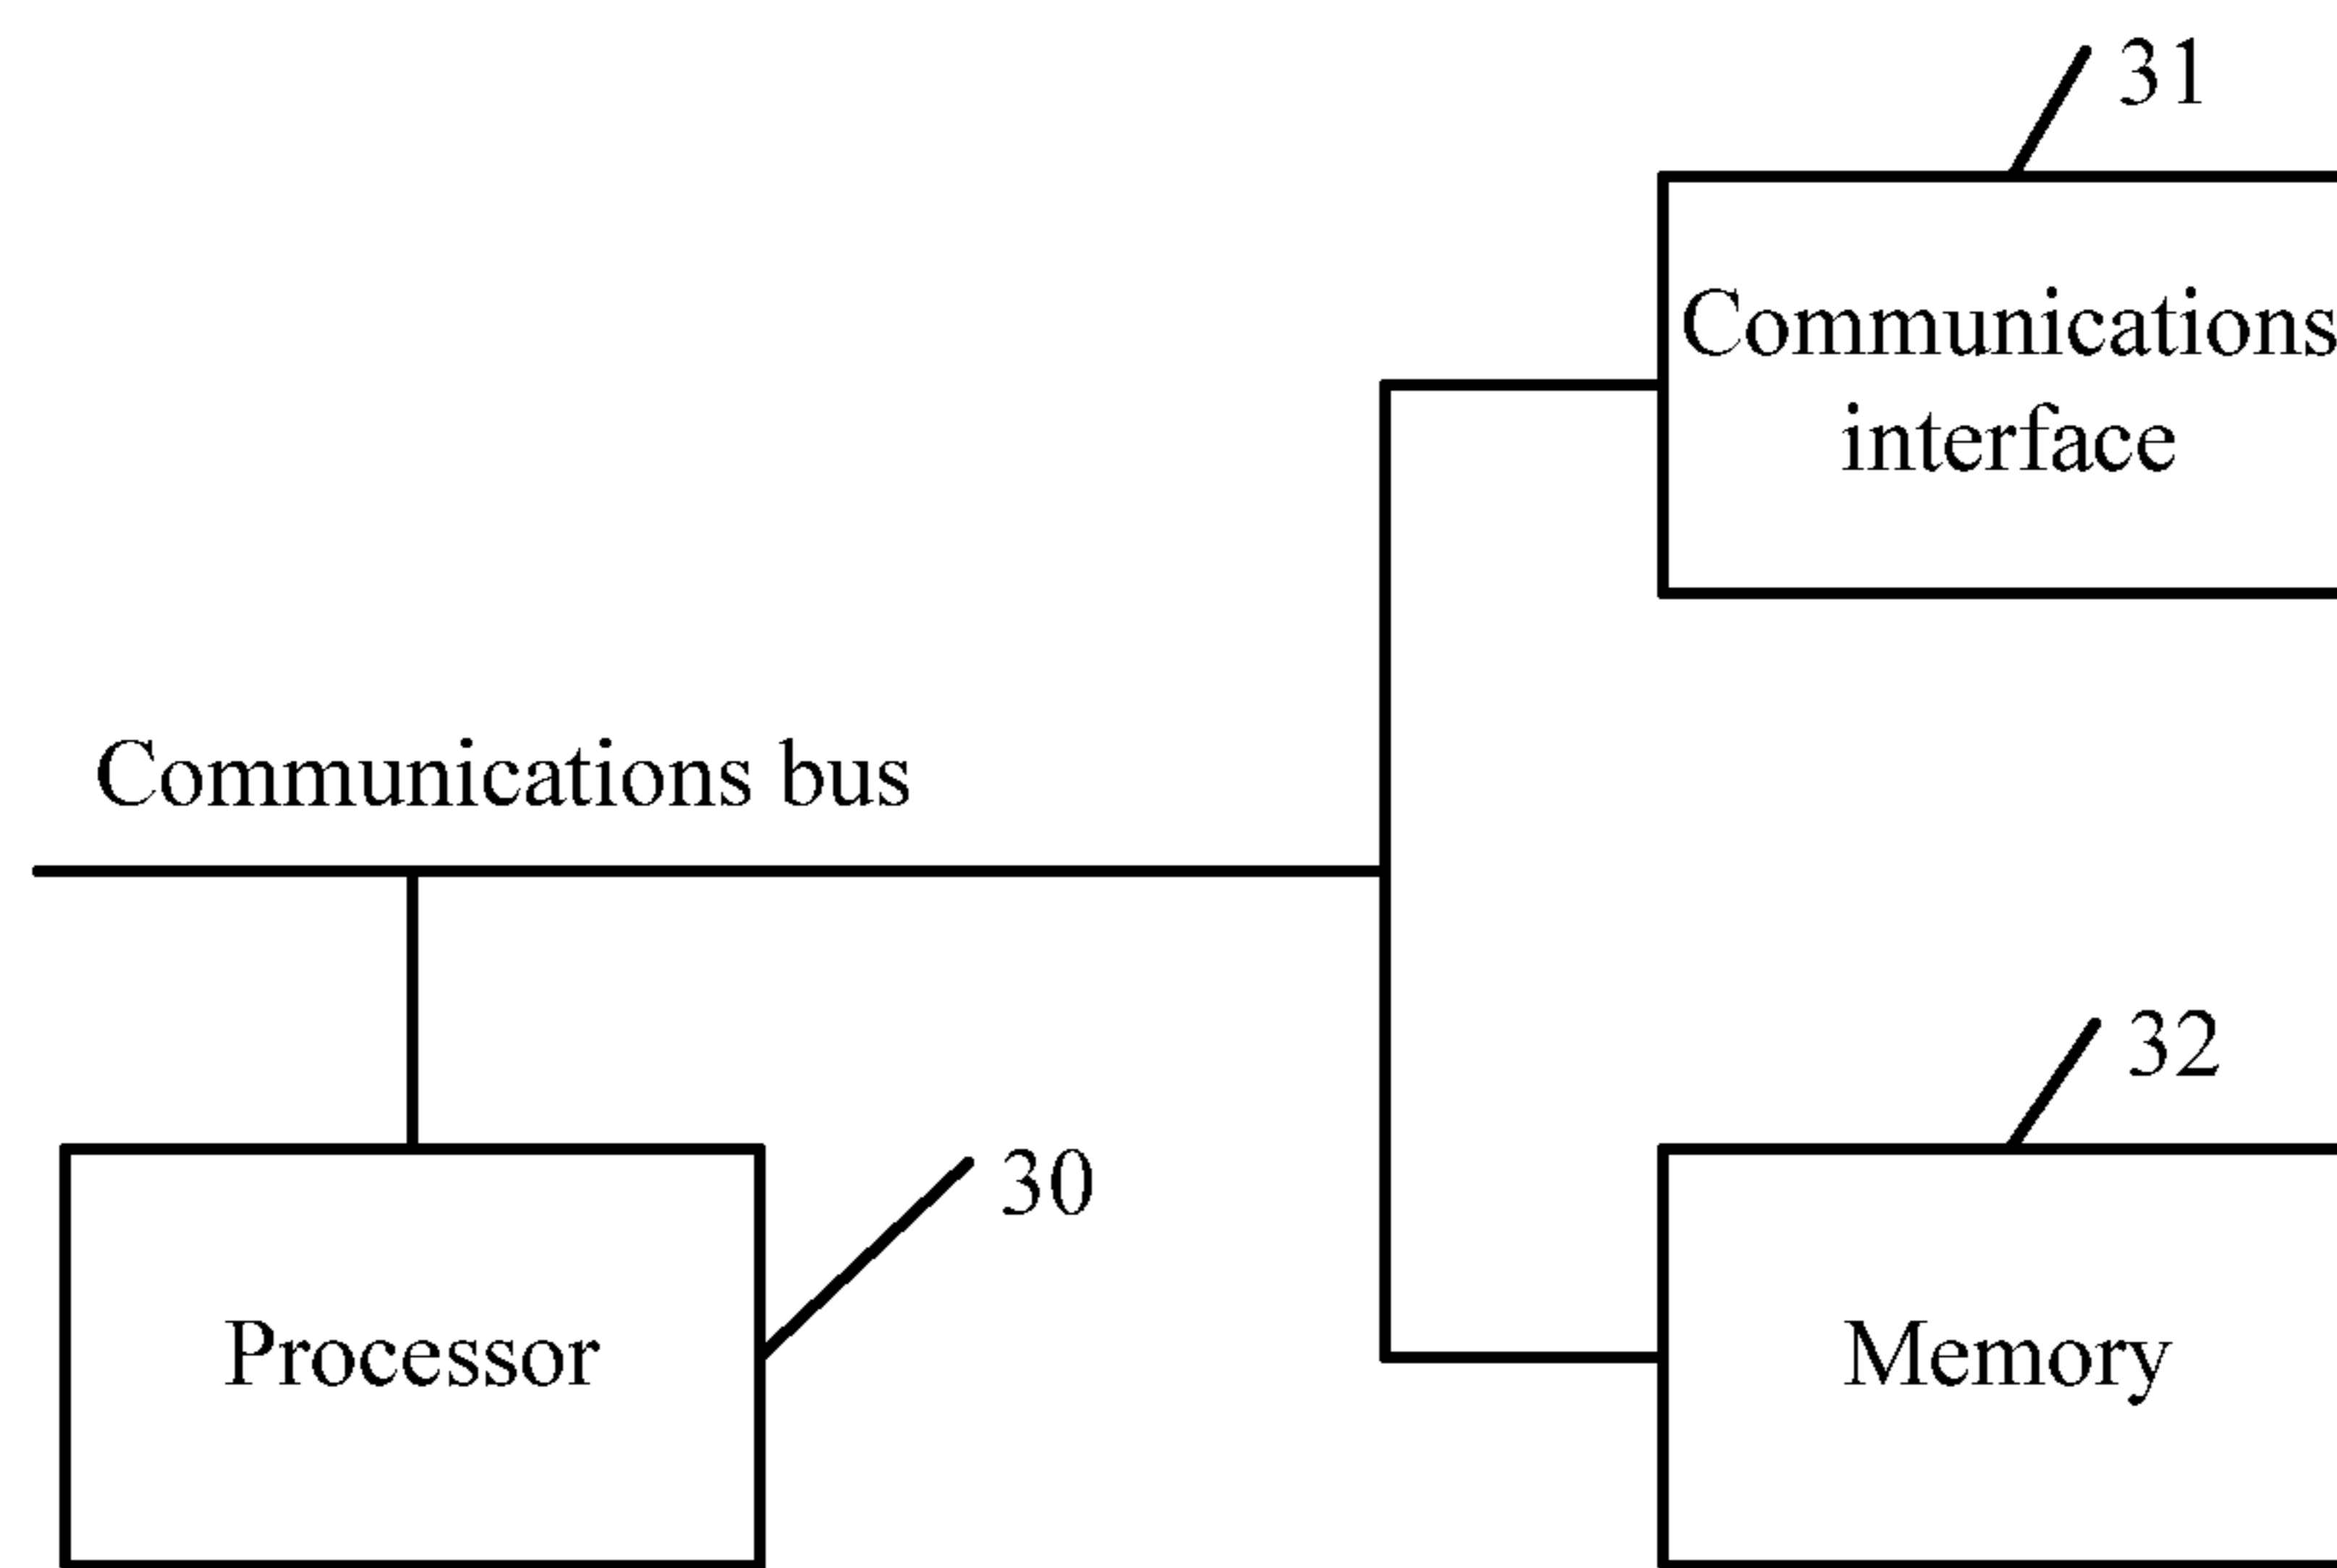 31
Communications
interface
Communications bus
32
30
Processor
Memory